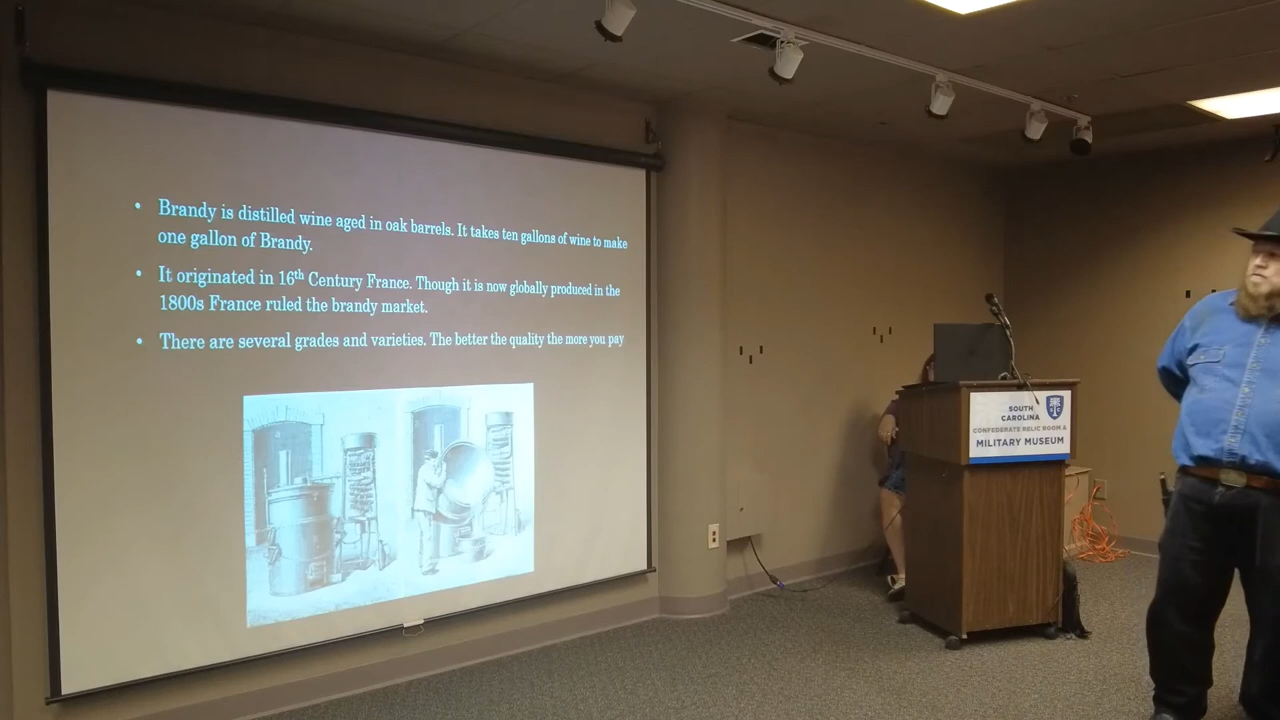 • Brandy is distilled wine aged in oak barrels. It takes ten gallons of wine to make
one gallon of Brandy.
• It originated in 16th Century France. Though it is now globally produced in the
1800s France ruled the brandy market.
• There are several grades and varieties. The better the quality the more you pay
SOUTH
CAROLINA
CONFEDERATE RELIC ROOM &
MILITARY MUSEUM